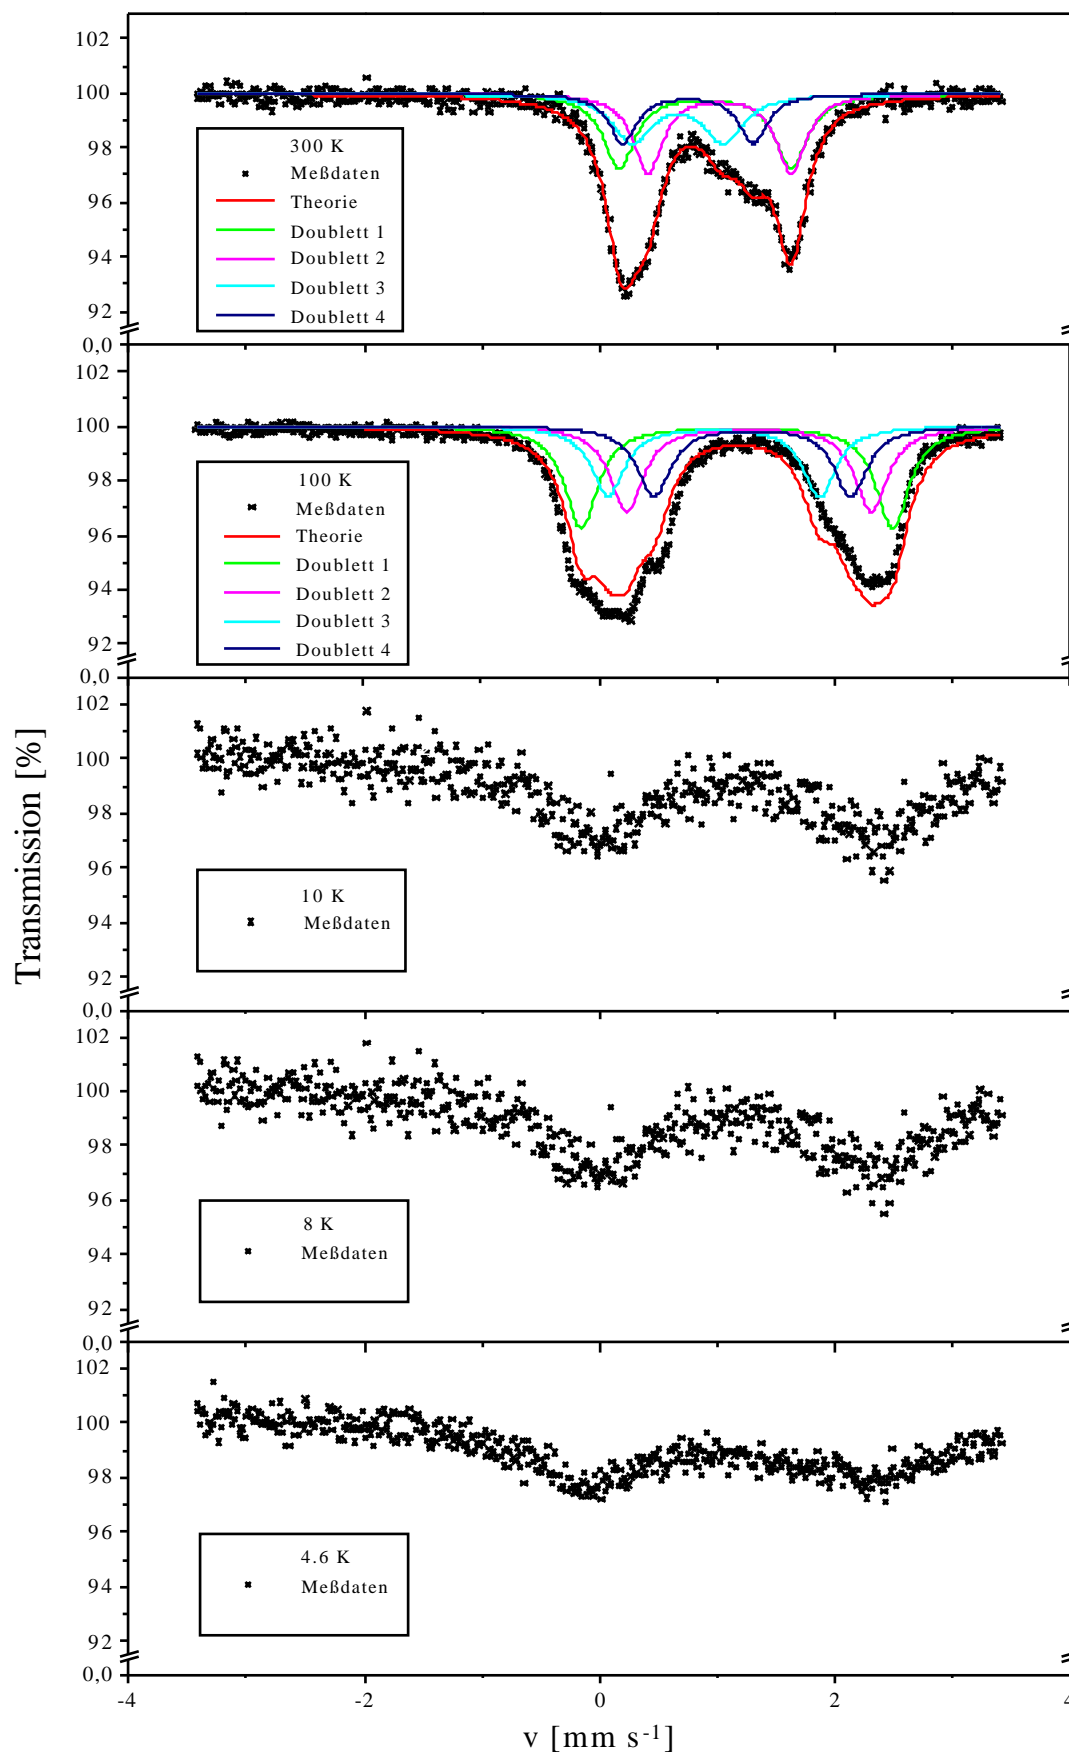 Transmission [%]
102
100
98
96
94
92
0,0
300 K
Meßdaten
Theorie
Doublett 1
Doublett 2
Doublett 3
Doublett 4
102
100
98
96
94
92
0,0
100 K
Meßdaten
Theorie
Doublett 1
Doublett 2
Doublett 3
Doublett 4
102
100
98
96
94
92
0,0
10 K
Meßdaten
102
100
98
96
94
92
0,0
8 K
Meßdaten
102
100
98
96
94
92
0,0
4.6 K
Meßdaten
-4 -2 0 2 4
v [mm s⁻¹]